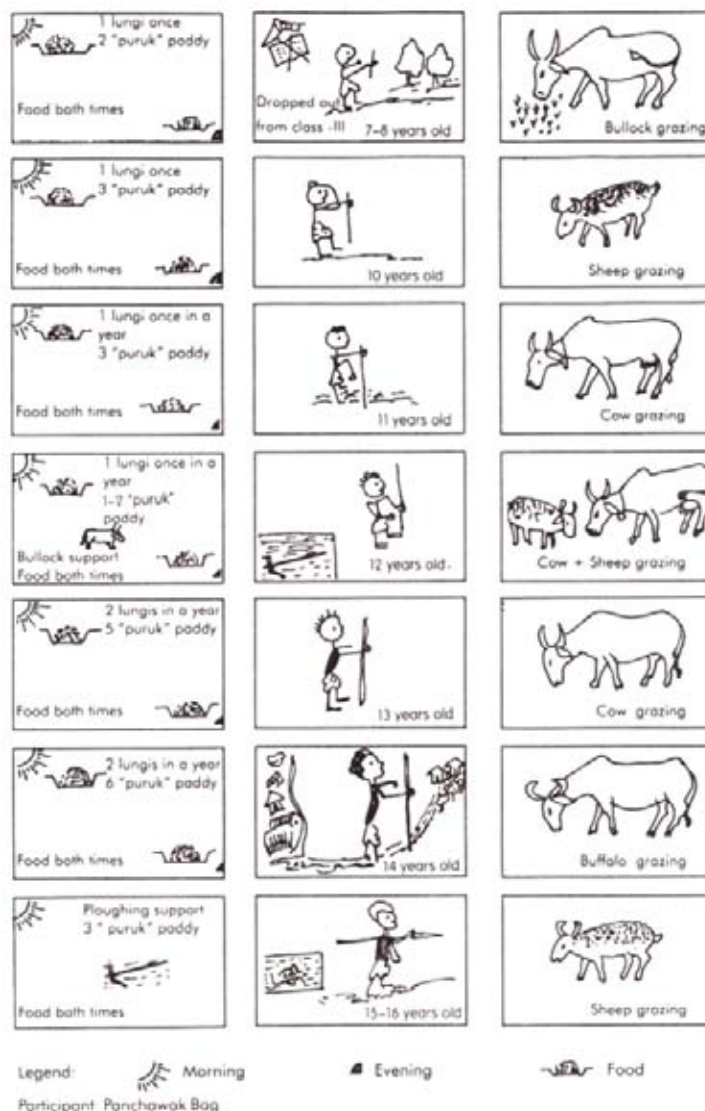 1 lungi once
2 "puruk" paddy
Food both times
Dropped out
from class -III
7–8 years old
Bullock grazing
1 lungi once
3 "puruk" paddy
Food both times
10 years old
Sheep grazing
1 lungi once in a
year
3 "puruk" paddy
Food both times
11 years old
Cow grazing
1 lungi once in a
year
1–2 "puruk"
paddy
Bullock support
Food both times
12 years old.
Cow + Sheep grazing
2 lungis in a year
5 "puruk" paddy
Food both times
13 years old
Cow grazing
2 lungis in a year
6 "puruk" paddy
Food both times
14 years old
Buffalo grazing
Ploughing support
3 "puruk" paddy
Food both times
15–16 years old
Sheep grazing
Legend: Morning Evening Food
Participant: Panchawak Bag